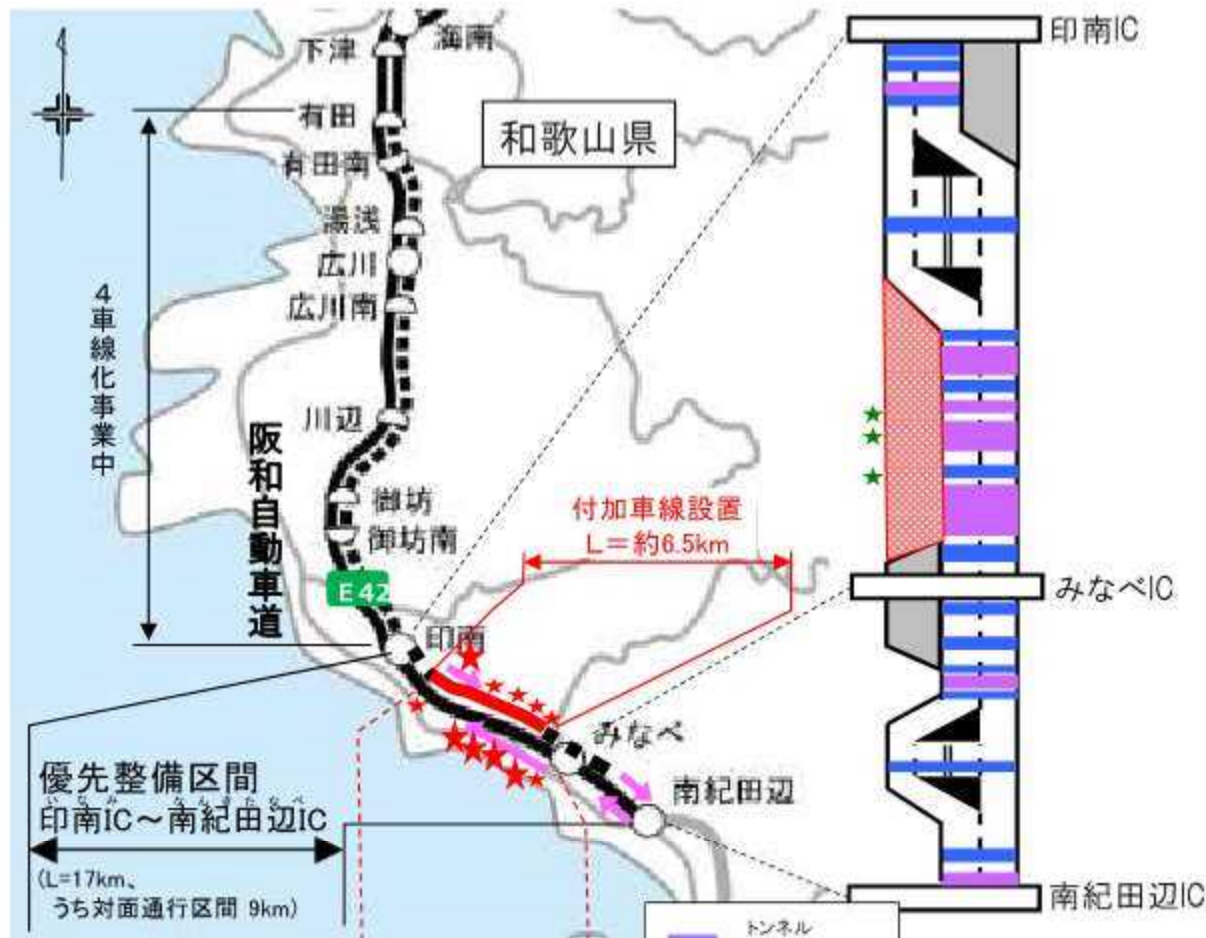 海南
下津
有田
有田南
湯浅
広川
広川南
川辺
御坊
御坊南
印南
みなべ
南紀田辺
和歌山県
4車線化事業中
阪和自動車道
E42
付加車線設置
L=約6.5km
優先整備区間
いなみ なんきたなべ
印南IC～南紀田辺IC
(L=17km、
うち対面通行区間 9km)
印南IC
みなべIC
南紀田辺IC
トンネル